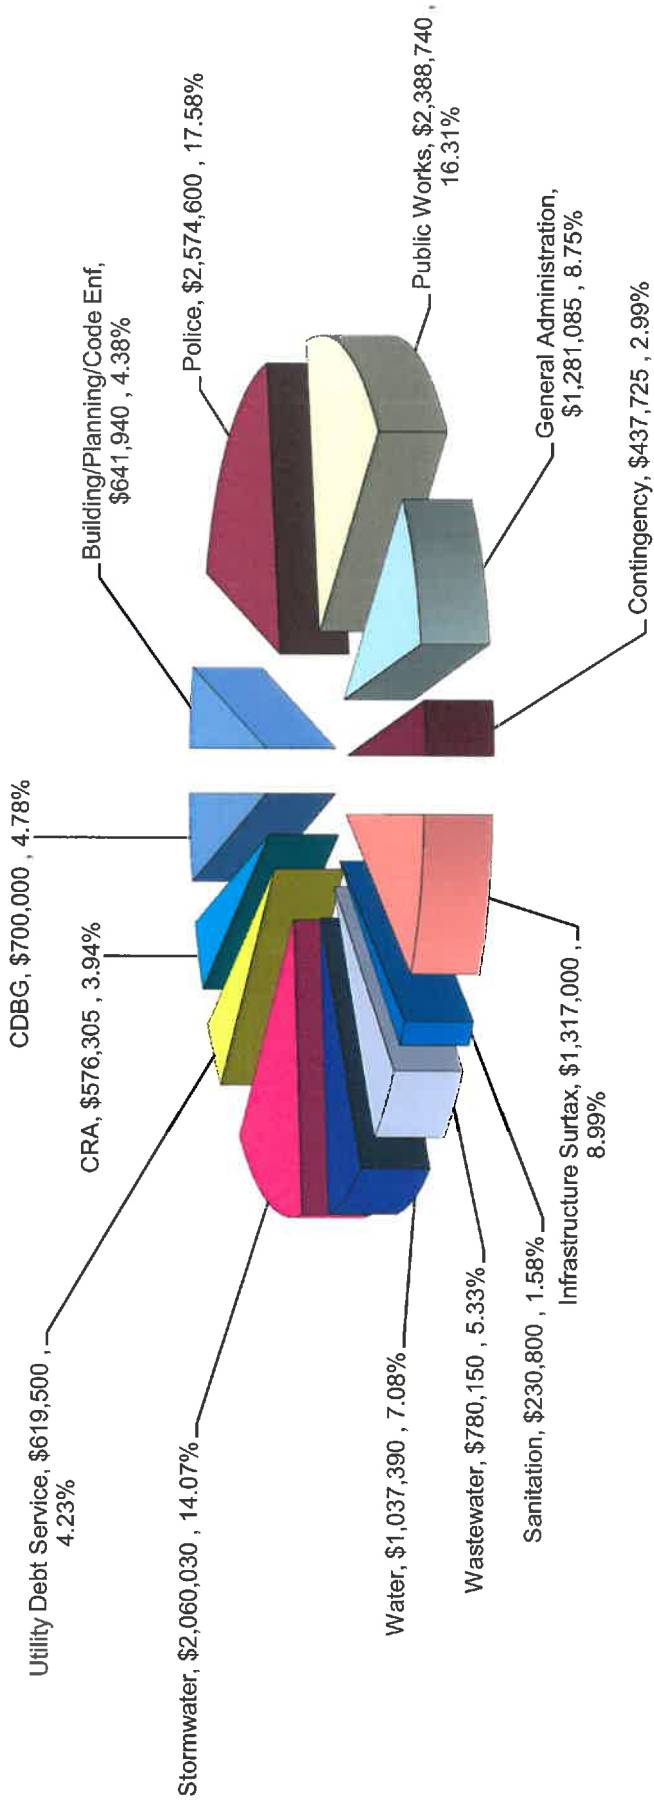 CDBG, $700,000 , 4.78%
Building/Planning/Code Enf,
$641,940 , 4.38%
Police, $2,574,600 , 17.58%
Public Works, $2,388,740 ,
16.31%
General Administration,
$1,281,085 , 8.75%
Contingency, $437,725 , 2.99%
Infrastructure Surtax, $1,317,000 ,
8.99%
Sanitation, $230,800 , 1.58%
Wastewater, $780,150 , 5.33%
Water, $1,037,390 , 7.08%
Stormwater, $2,060,030 , 14.07%
Utility Debt Service, $619,500 ,
4.23%
CRA, $576,305 , 3.94%